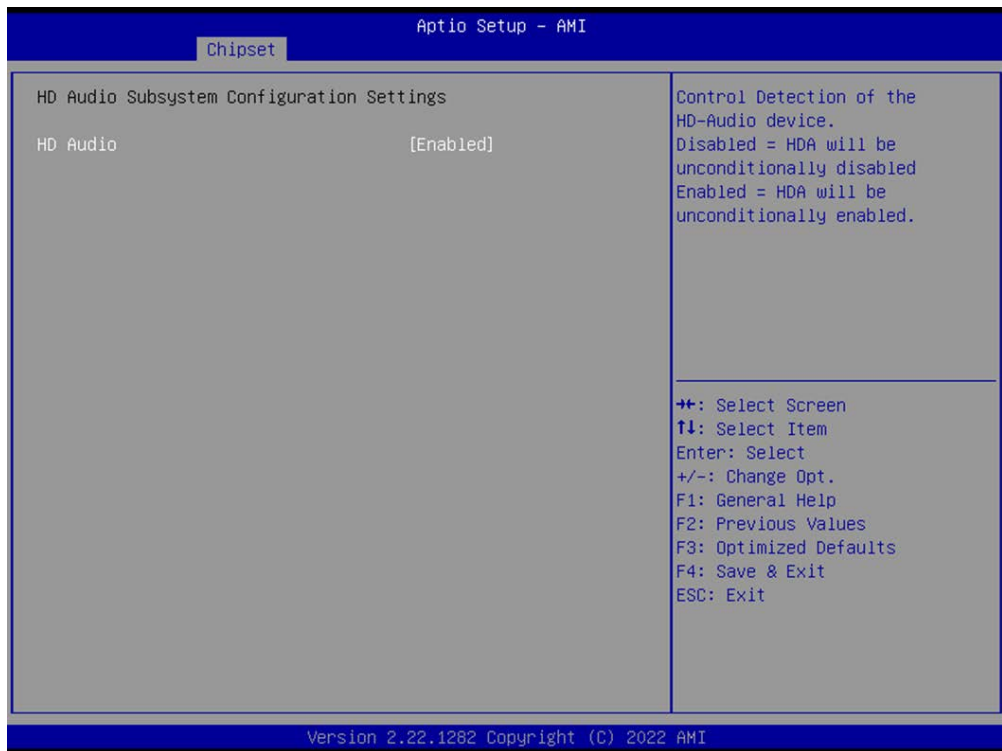 Aptio Setup – AMI
Chipset
HD Audio Subsystem Configuration Settings
HD Audio [Enabled]
Control Detection of the
HD-Audio device.
Disabled = HDA will be
unconditionally disabled
Enabled = HDA will be
unconditionally enabled.
→←: Select Screen
↑↓: Select Item
Enter: Select
+/-: Change Opt.
F1: General Help
F2: Previous Values
F3: Optimized Defaults
F4: Save & Exit
ESC: Exit
Version 2.22.1282 Copyright (C) 2022 AMI